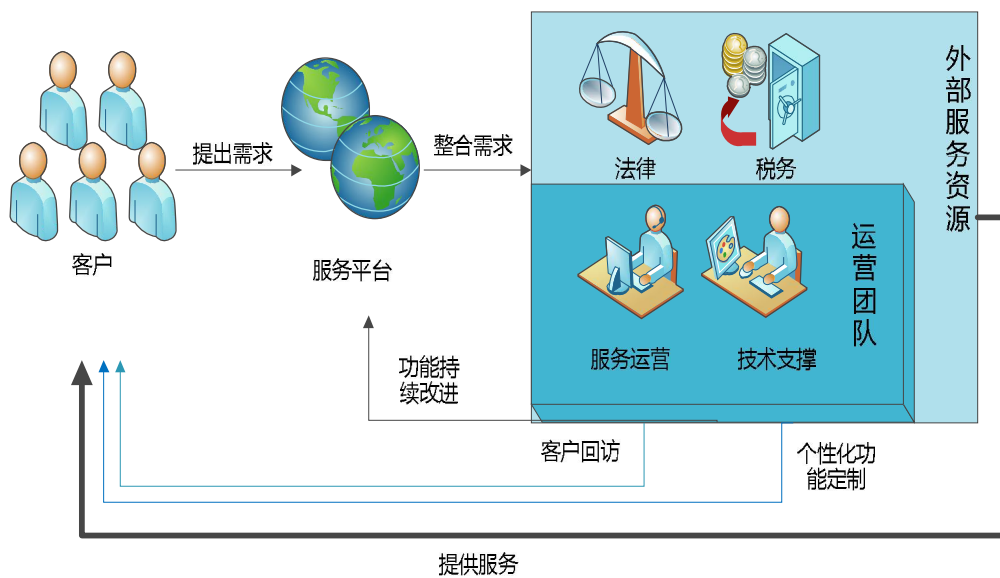 外部服务资源
法律
税务
提出需求
整合需求
客户
服务平台
运营团队
服务运营
技术支撑
功能持
续改进
客户回访
个性化功
能定制
提供服务